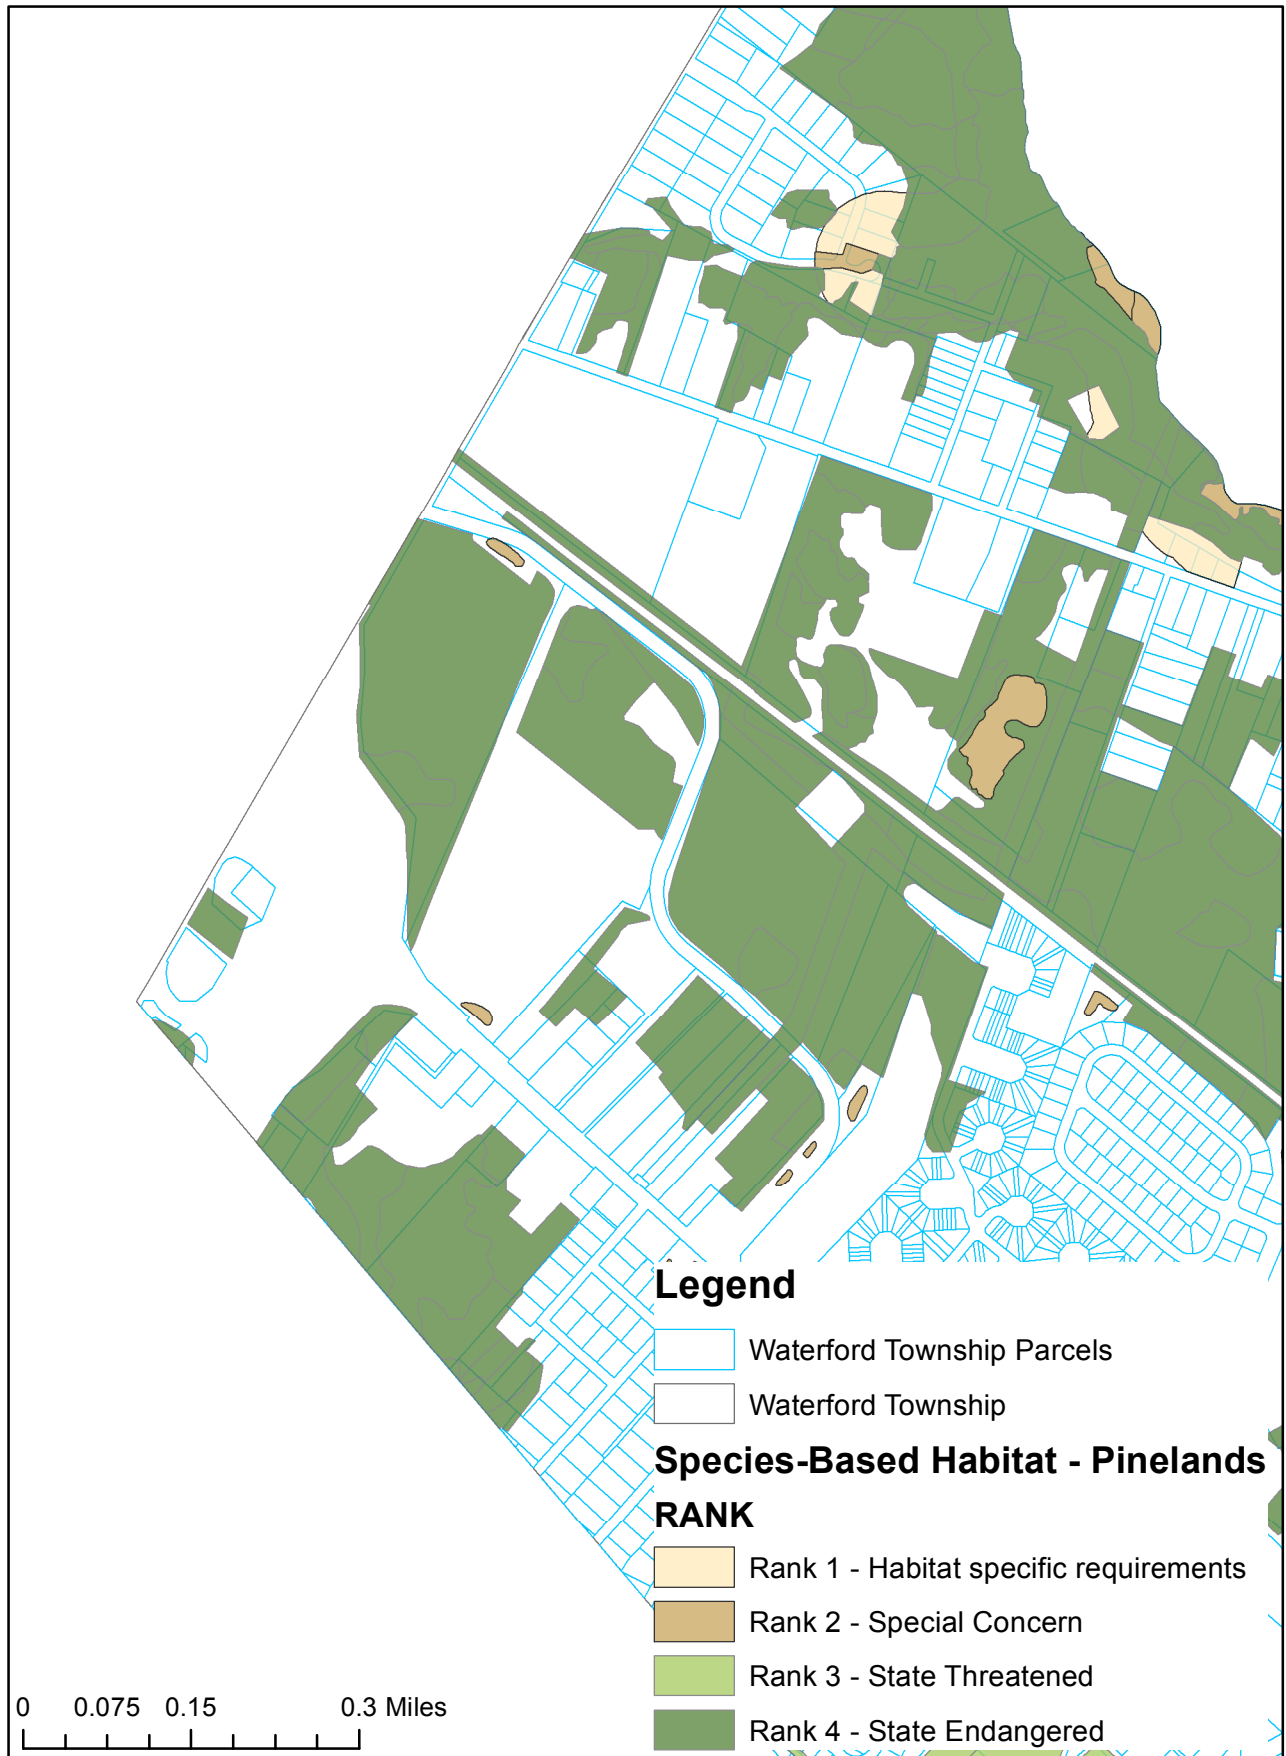 Legend
Waterford Township Parcels
Waterford Township
Species-Based Habitat - Pinelands
RANK
Rank 1 - Habitat specific requirements
Rank 2 - Special Concern
Rank 3 - State Threatened
Rank 4 - State Endangered
0 0.075 0.15 0.3 Miles